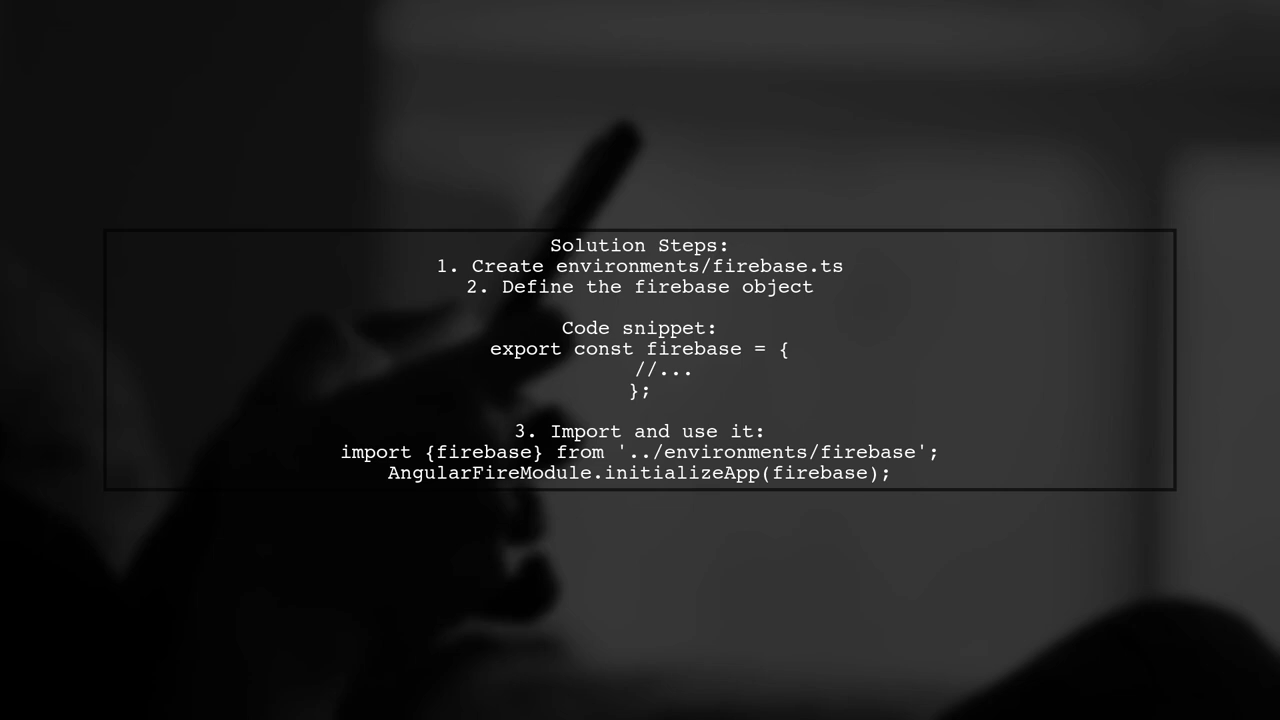 Solution Steps:
1. Create environments/firebase.ts
2. Define the firebase object
Code snippet:
export const firebase = {
//...
};
3. Import and use it:
import {firebase} from '../environments/firebase';
AngularFireModule.initializeApp(firebase);